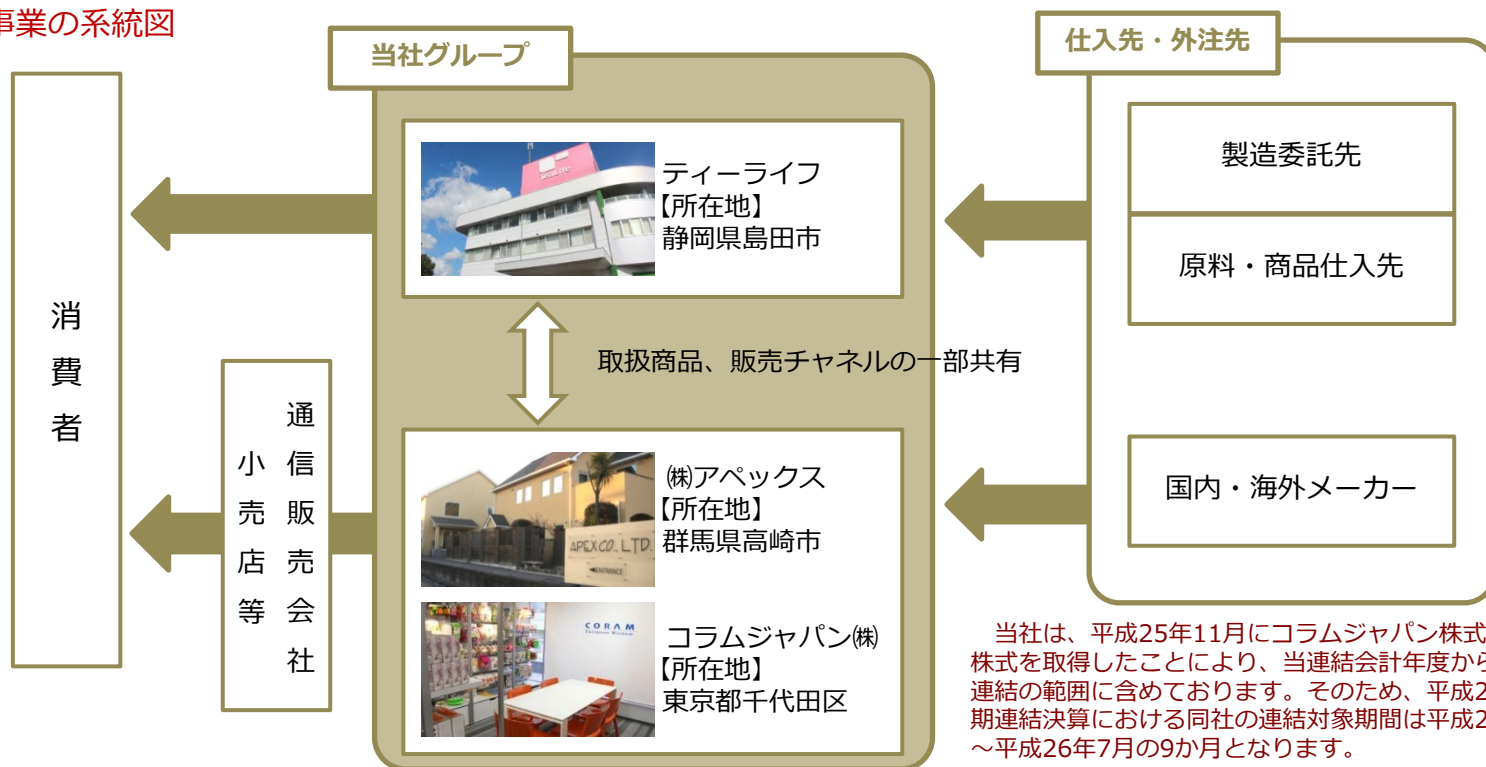 事業の系統図
当社グループ
仕入先・外注先
消費者
通信販売会社
小売店等
ティーライフ
【所在地】
静岡県島田市
取扱商品、販売チャネルの一部共有
㈱アペックス
【所在地】
群馬県高崎市
APEX CO.,LTD.
ENTRANCE
コラムジャパン㈱
【所在地】
東京都千代田区
CORAM
製造委託先
原料・商品仕入先
国内・海外メーカー
当社は、平成25年11月にコラムジャパン株式
株式を取得したことにより、当連結会計年度から
連結の範囲に含めております。そのため、平成2
期連結決算における同社の連結対象期間は平成2
～平成26年7月の9か月となります。